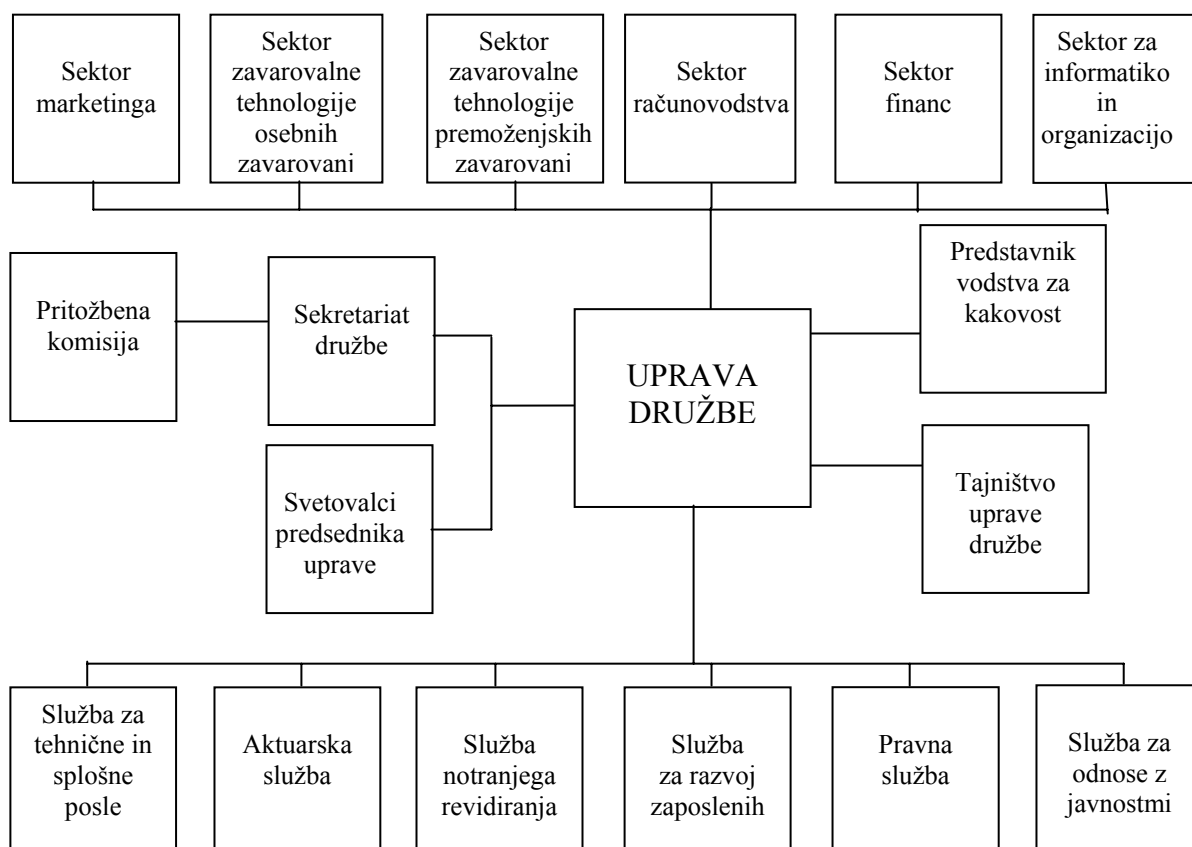 Sektor
marketinga
Sektor
zavarovalne
tehnologije
osebnih
zavarovanj
Sektor
zavarovalne
tehnologije
premoženjskih
zavarovanj
Sektor
računovodstva
Sektor
financ
Sektor za
informatiko
in
organizacijo
Pritožbena
komisija
Sekretariat
družbe
UPRAVA
DRUŽBE
Predstavnik
vodstva za
kakovost
Svetovalci
predsednika
uprave
Tajništvo
uprave
družbe
Služba za
tehnične in
splošne
posle
Aktuarska
služba
Služba
notranjega
revidiranja
Služba
za razvoj
zaposlenih
Pravna
služba
Služba za
odnose z
javnostmi